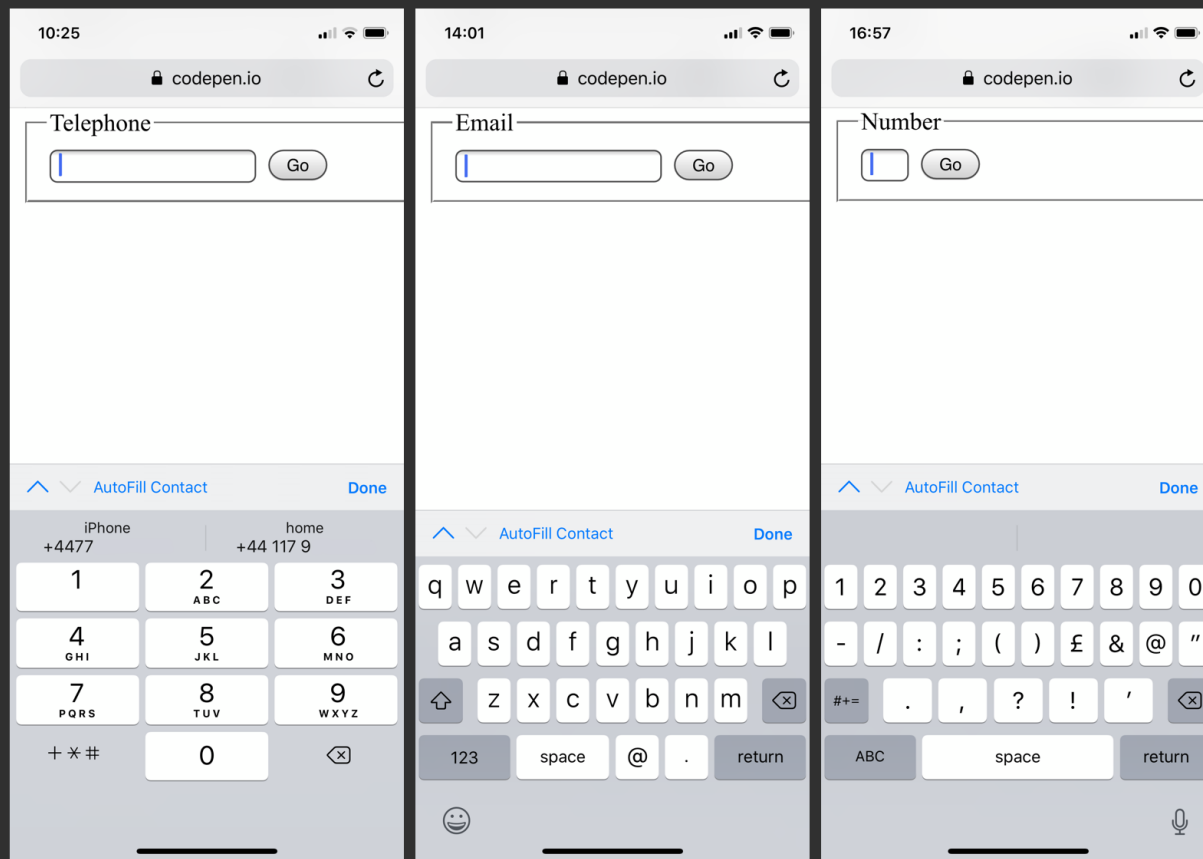 10:25
codepen.io
Telephone
Go
AutoFill Contact Done
iPhone home
+4477 +44 117 9
1 2 3
ABC DEF
4 5 6
GHI JKL MNO
7 8 9
PQRS TUV WXYZ
+*# 0
14:01
codepen.io
Email
Go
AutoFill Contact Done
q w e r t y u i o p
a s d f g h j k l
z x c v b n m
123 space @ . return
16:57
codepen.io
Number
Go
AutoFill Contact Done
1 2 3 4 5 6 7 8 9 0
- / : ; ( ) £ & @ "
#+= . , ? ! '
ABC space return